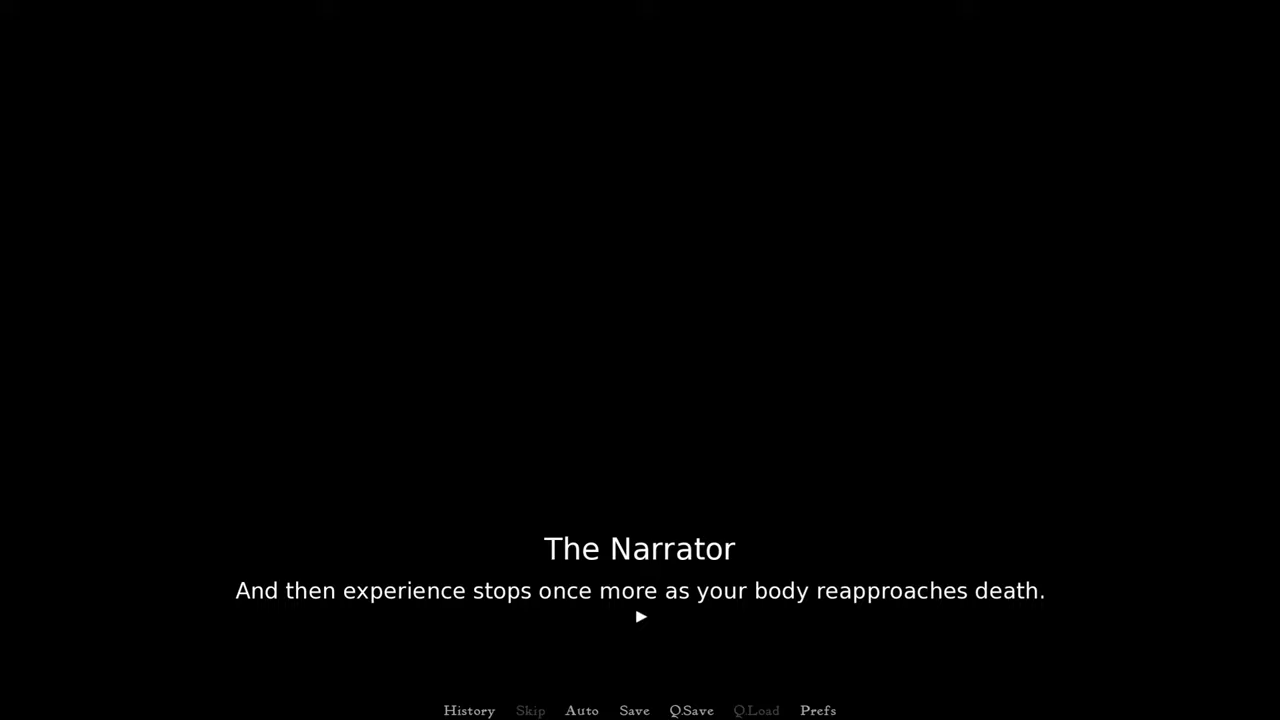 The Narrator
And then experience stops once more as your body reapproaches death.
History Skip Auto Save Q.Save Q.Load Prefs